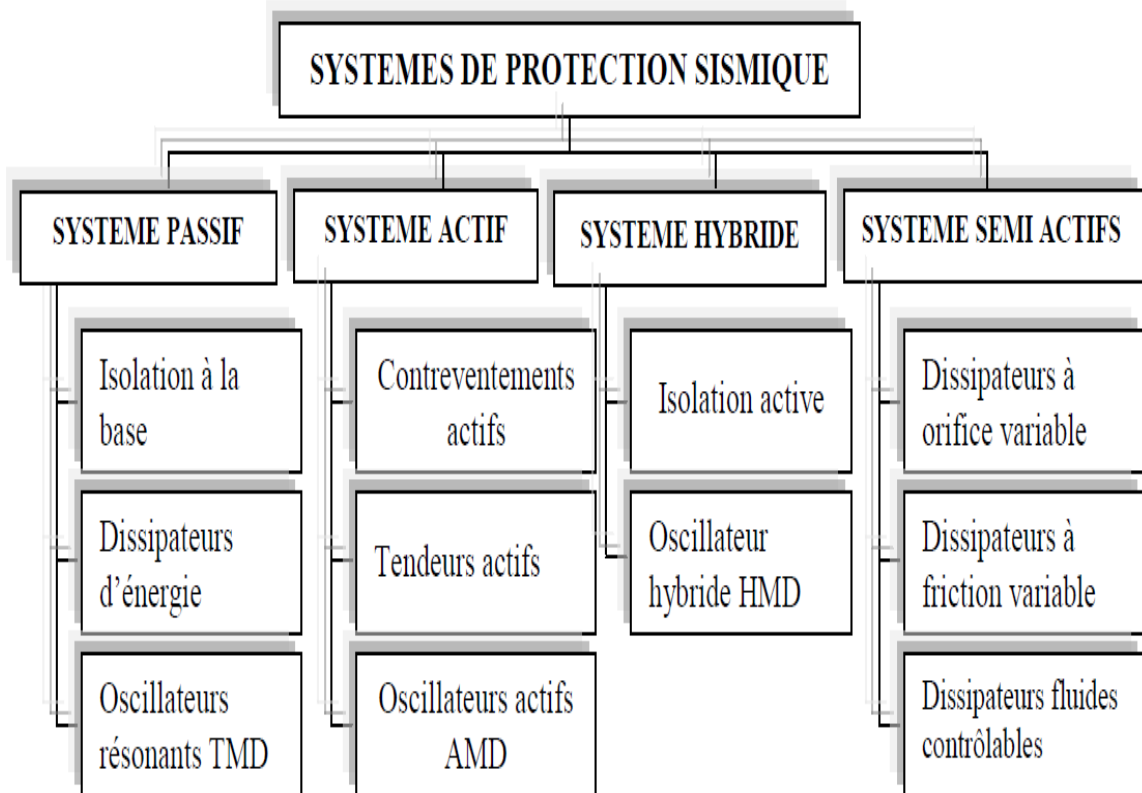 SYSTEMES DE PROTECTION SISMIQUE
SYSTEME PASSIF
SYSTEME ACTIF
SYSTEME HYBRIDE
SYSTEME SEMI ACTIFS
Isolation à la
base
Dissipateurs
d’énergie
Oscillateurs
résonants TMD
Contreventements
actifs
Tendeurs actifs
Oscillateurs actifs
AMD
Isolation active
Oscillateur
hybride HMD
Dissipateurs à
orifice variable
Dissipateurs à
friction variable
Dissipateurs fluides
contrôlables